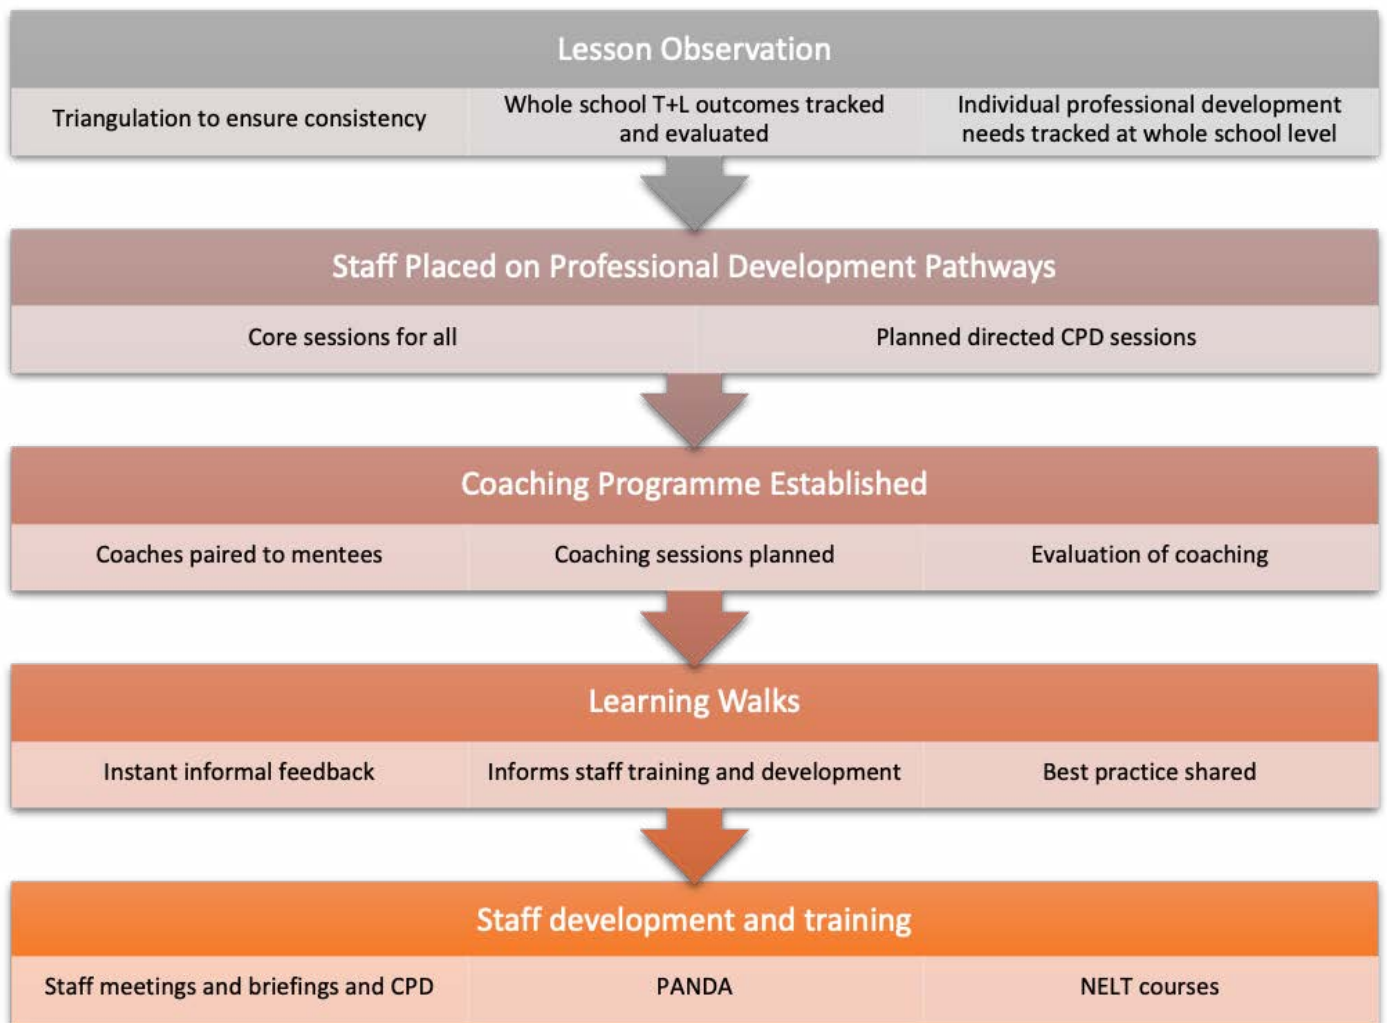 Lesson Observation
Triangulation to ensure consistency
Whole school T+L outcomes tracked
and evaluated
Individual professional development
needs tracked at whole school level
Staff Placed on Professional Development Pathways
Core sessions for all
Planned directed CPD sessions
Coaching Programme Established
Coaches paired to mentees
Coaching sessions planned
Evaluation of coaching
Learning Walks
Instant informal feedback
Informs staff training and development
Best practice shared
Staff development and training
Staff meetings and briefings and CPD
PANDA
NELT courses